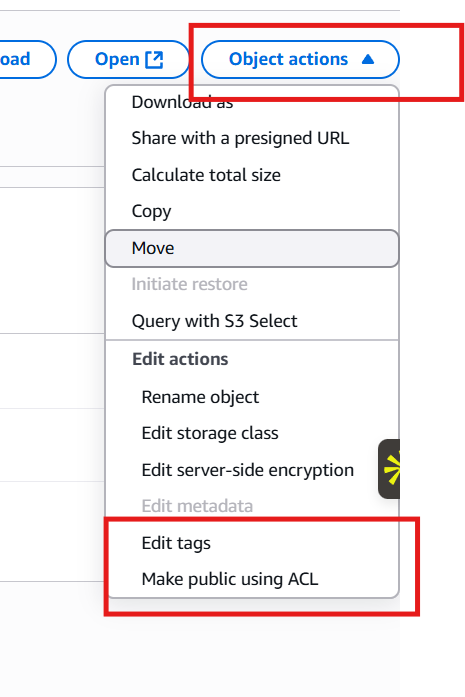 oad
Open
Object actions
Download as
Share with a presigned URL
Calculate total size
Copy
Move
Initiate restore
Query with S3 Select
Edit actions
Rename object
Edit storage class
Edit server-side encryption
Edit metadata
Edit tags
Make public using ACL